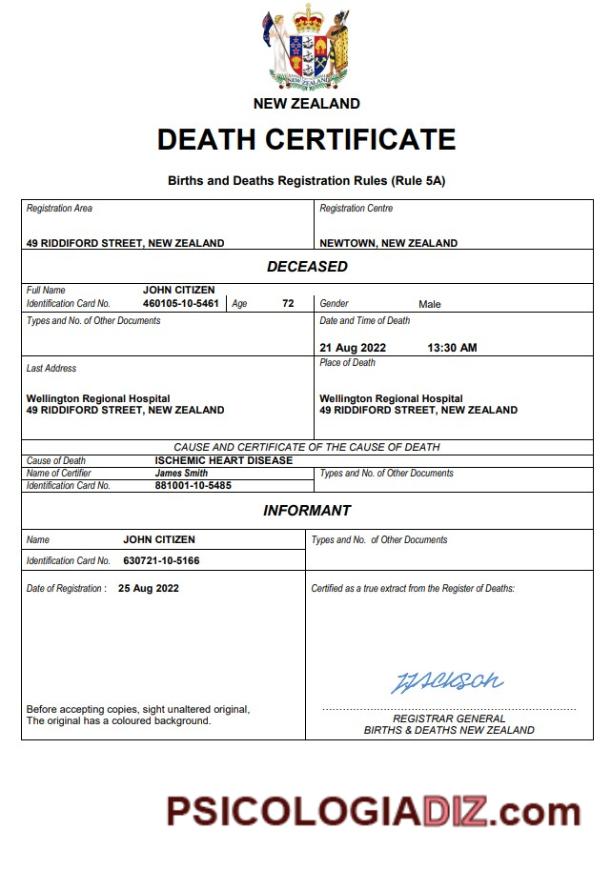 NEW ZEALAND
DEATH CERTIFICATE
Births and Deaths Registration Rules (Rule 5A)
Registration Area
Registration Centre
49 RIDDIFORD STREET, NEW ZEALAND
NEWTOWN, NEW ZEALAND
DECEASED
Full Name JOHN CITIZEN
Identification Card No. 460105-10-5461 Age 72 Gender Male
Types and No. of Other Documents
Date and Time of Death
21 Aug 2022 13:30 AM
Last Address
Place of Death
Wellington Regional Hospital
49 RIDDIFORD STREET, NEW ZEALAND
Wellington Regional Hospital
49 RIDDIFORD STREET, NEW ZEALAND
CAUSE AND CERTIFICATE OF THE CAUSE OF DEATH
Cause of Death ISCHEMIC HEART DISEASE
Name of Certifier James Smith
Types and No. of Other Documents
Identification Card No. 881001-10-5485
INFORMANT
Name JOHN CITIZEN
Types and No. of Other Documents
Identification Card No. 630721-10-5166
Date of Registration : 25 Aug 2022
Certified as a true extract from the Register of Deaths:
JJackson
Before accepting copies, sight unaltered original,
The original has a coloured background.
REGISTRAR GENERAL
BIRTHS & DEATHS NEW ZEALAND
PSICOLOGIADIZ.com